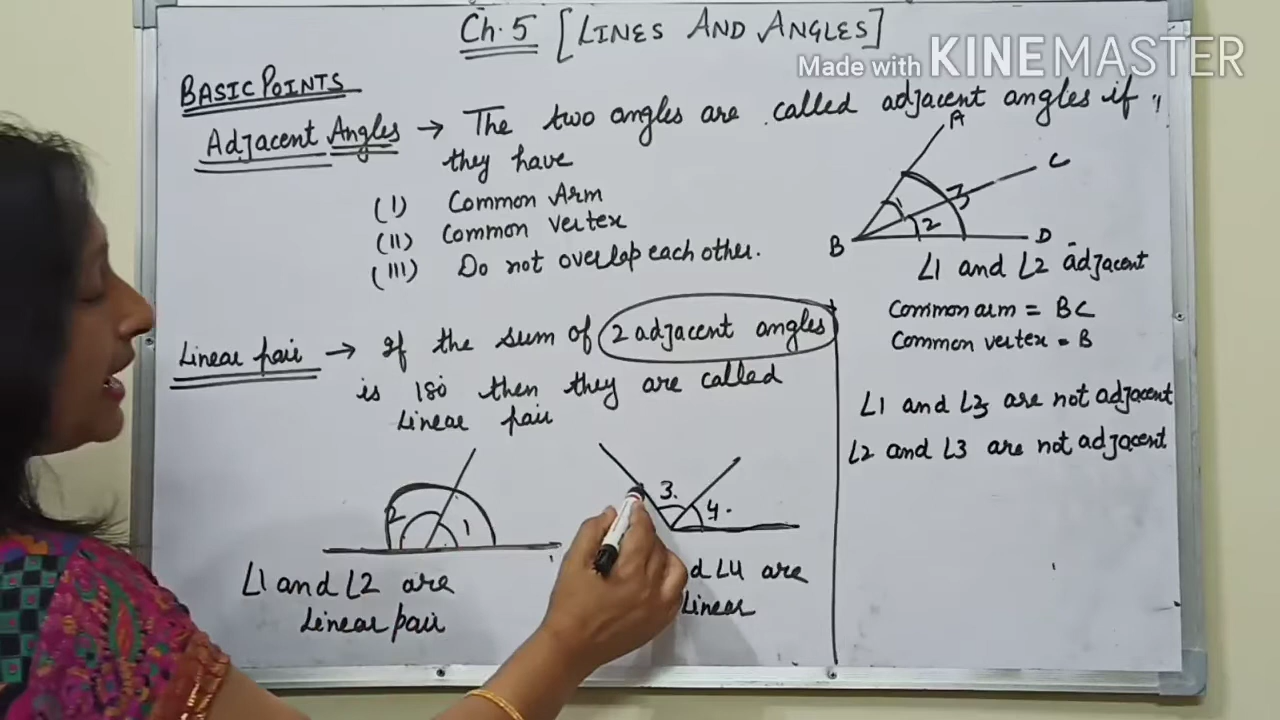 Ch. 5 [LINES AND ANGLES]
Made with KINEMASTER
BASIC POINTS
Adjacent Angles → The two angles are called adjacent angles if
they have
(I) Common Arm
(II) Common vertex
(III) Do not overlap each other.
A
C
1
2
3
B
D
∠1 and ∠2 adjacent
Common arm = BC
Common vertex = B
∠1 and ∠3 are not adjacent
∠2 and ∠3 are not adjacent
Linear pair → If the sum of 2 adjacent angles
is 180 then they are called
Linear pair
2
1
∠1 and ∠2 are
Linear pair
3.
4.
∠4 are
Linear